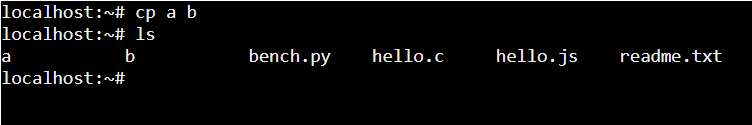 localhost:~# cp a b
localhost:~# ls
a b bench.py hello.c hello.js readme.txt
localhost:~#